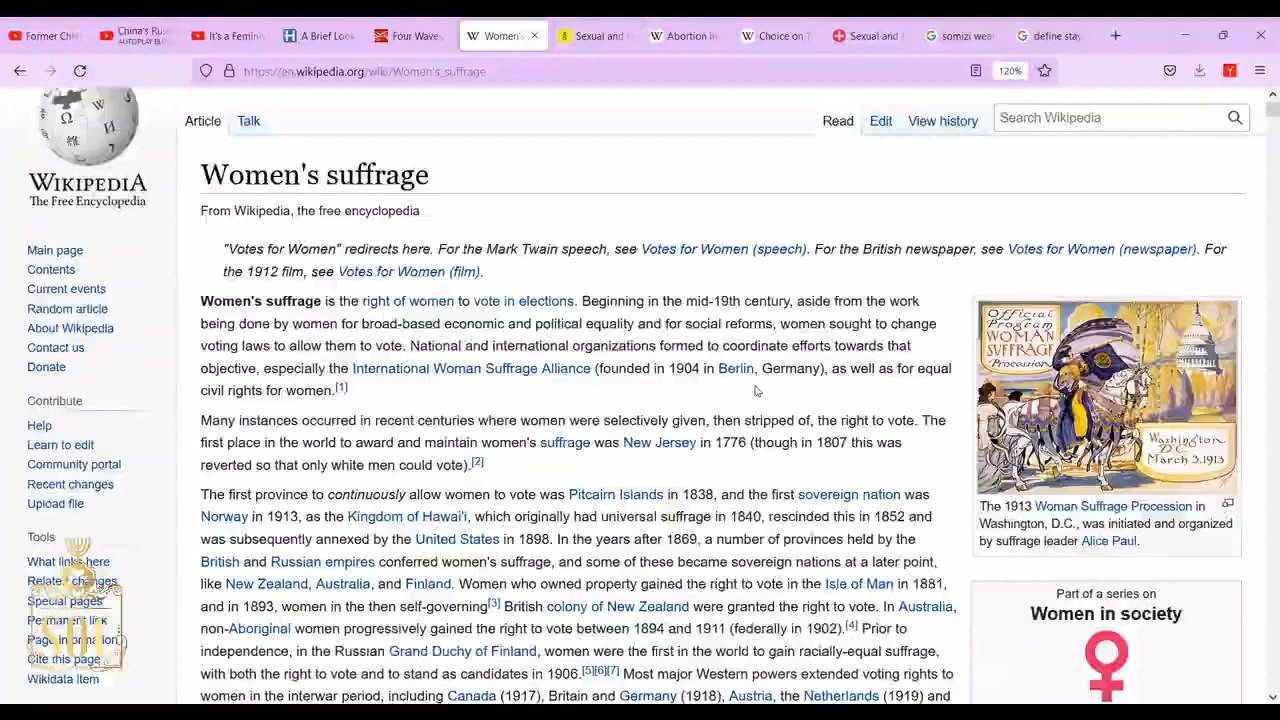 Former Chi
China's Rus
AUTOPLAY BLO
It's a Femini
A Brief Look
Four Waves
Women's
Sexual and
Abortion in
Choice on T
Sexual and
somizi wea
define stay
https://en.wikipedia.org/wiki/Women's_suffrage
120%
WIKIPEDIA
The Free Encyclopedia
Article Talk
Read Edit View history
Search Wikipedia
Main page
Contents
Current events
Random article
About Wikipedia
Contact us
Donate
Contribute
Help
Learn to edit
Community portal
Recent changes
Upload file
Tools
What links here
Related changes
Special pages
Permanent link
Page information
Cite this page
Wikidata item
Women's suffrage
From Wikipedia, the free encyclopedia
"Votes for Women" redirects here. For the Mark Twain speech, see Votes for Women (speech). For the British newspaper, see Votes for Women (newspaper). For
the 1912 film, see Votes for Women (film).
Women's suffrage is the right of women to vote in elections. Beginning in the mid-19th century, aside from the work
being done by women for broad-based economic and political equality and for social reforms, women sought to change
voting laws to allow them to vote. National and international organizations formed to coordinate efforts towards that
objective, especially the International Woman Suffrage Alliance (founded in 1904 in Berlin, Germany), as well as for equal
civil rights for women.[1]
Many instances occurred in recent centuries where women were selectively given, then stripped of, the right to vote. The
first place in the world to award and maintain women's suffrage was New Jersey in 1776 (though in 1807 this was
reverted so that only white men could vote).[2]
The first province to continuously allow women to vote was Pitcairn Islands in 1838, and the first sovereign nation was
Norway in 1913, as the Kingdom of Hawai'i, which originally had universal suffrage in 1840, rescinded this in 1852 and
was subsequently annexed by the United States in 1898. In the years after 1869, a number of provinces held by the
British and Russian empires conferred women's suffrage, and some of these became sovereign nations at a later point,
like New Zealand, Australia, and Finland. Women who owned property gained the right to vote in the Isle of Man in 1881,
and in 1893, women in the then self-governing[3] British colony of New Zealand were granted the right to vote. In Australia,
non-Aboriginal women progressively gained the right to vote between 1894 and 1911 (federally in 1902).[4] Prior to
independence, in the Russian Grand Duchy of Finland, women were the first in the world to gain racially-equal suffrage,
with both the right to vote and to stand as candidates in 1906.[5][6][7] Most major Western powers extended voting rights to
women in the interwar period, including Canada (1917), Britain and Germany (1918), Austria, the Netherlands (1919) and
Official
Program
WOMAN
SUFFRAGE
Procession
Washington
D.C.
March 3, 1913
The 1913 Woman Suffrage Procession in
Washington, D.C., was initiated and organized
by suffrage leader Alice Paul.
Part of a series on
Women in society